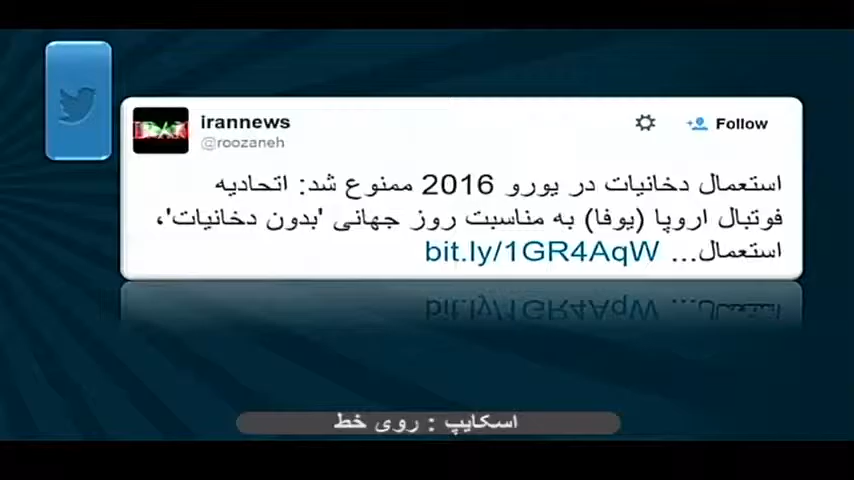 IRAN
irannews
@roozaneh
Follow
استعمال دخانیات در یورو 2016 ممنوع شد: اتحادیه
فوتبال اروپا (یوفا) به مناسبت روز جهانی 'بدون دخانیات'،
استعمال... bit.ly/1GR4AqW
اسکایپ : روی خط